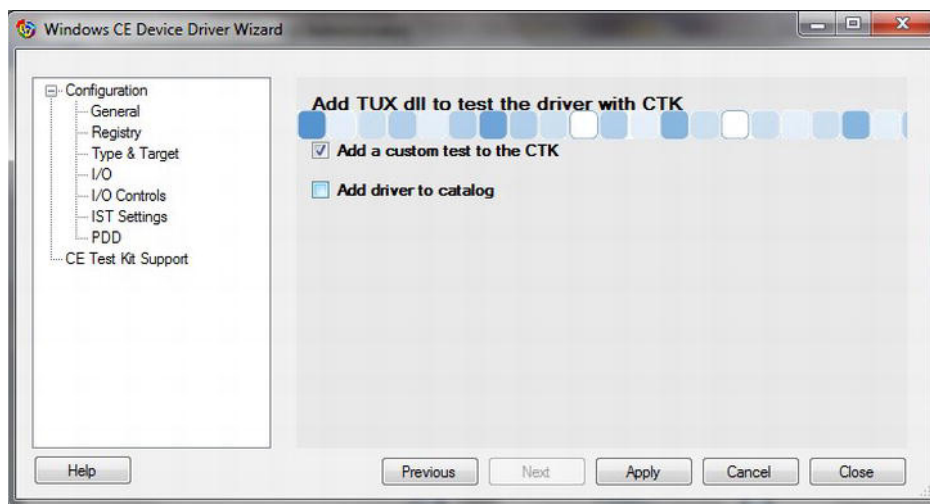 Windows CE Device Driver Wizard
Configuration
General
Registry
Type & Target
I/O
I/O Controls
IST Settings
PDD
CE Test Kit Support
Add TUX dll to test the driver with CTK
Add a custom test to the CTK
Add driver to catalog
Help
Previous
Next
Apply
Cancel
Close